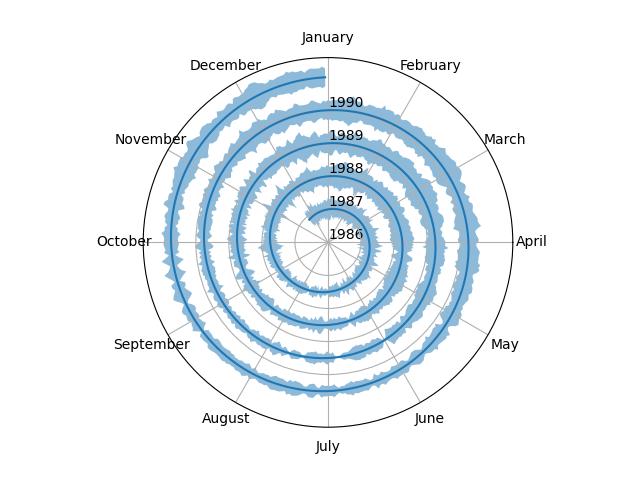 January
December
February
1990
1989
November
March
1988
1987
1986
October
April
September
May
August
June
July